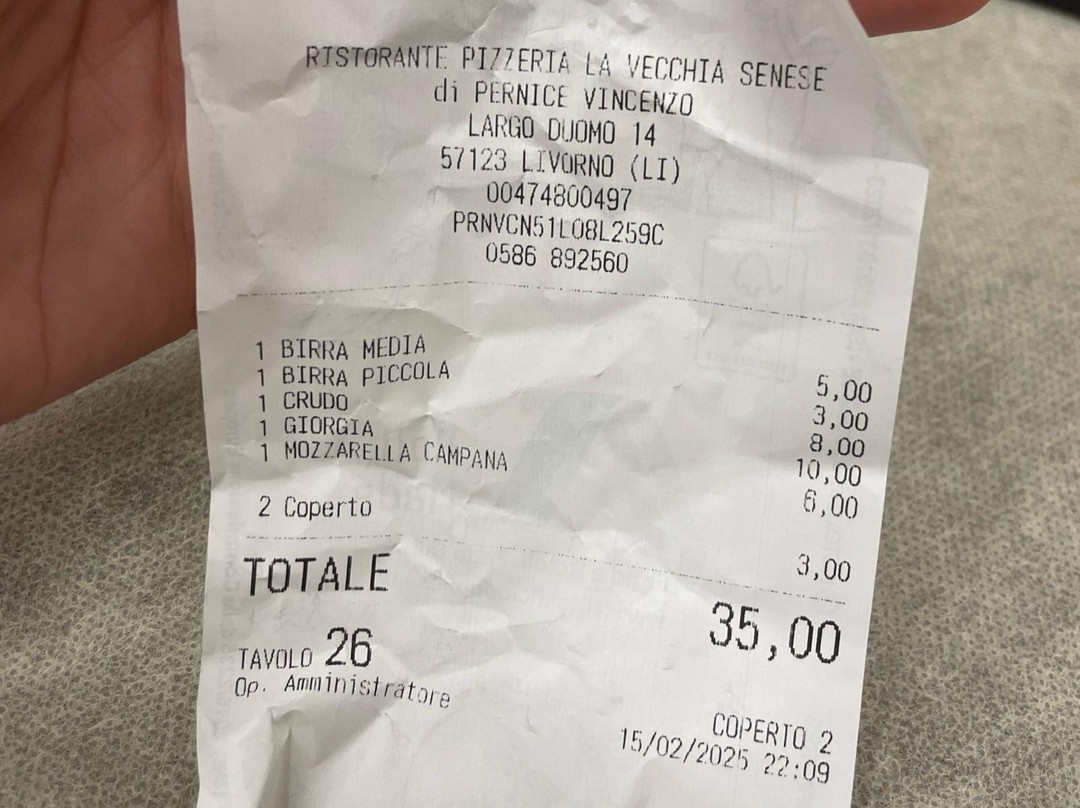 RISTORANTE PIZZERIA LA VECCHIA SENESE
di PERNICE VINCENZO
LARGO DUOMO 14
57123 LIVORNO (LI)
00474800497
PRNVCN51L08L259C
0586 892560
1 BIRRA MEDIA 5,00
1 BIRRA PICCOLA 3,00
1 CRUDO 8,00
1 GIORGIA 10,00
1 MOZZARELLA CAMPANA 6,00
2 Coperto 3,00
TOTALE 35,00
TAVOLO 26
Op. Amministratore
COPERTO 2
15/02/2025 22:09